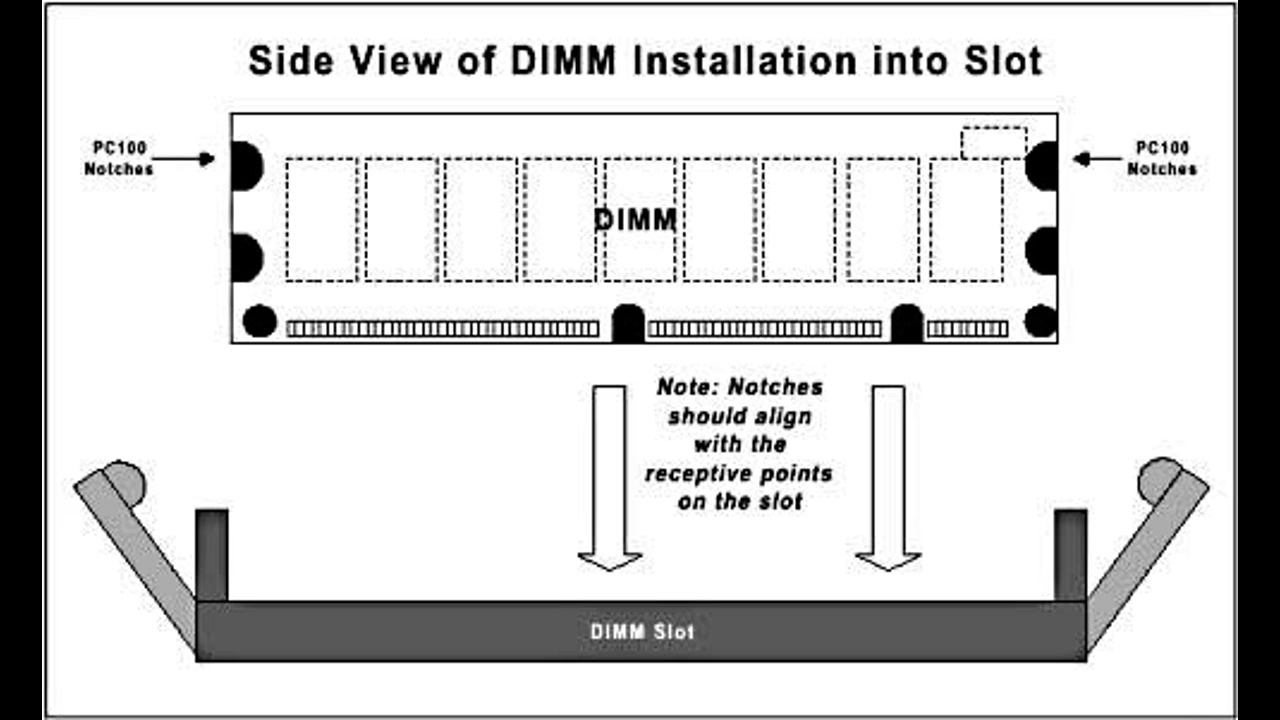 Side View of DIMM Installation into Slot
PC100
Notches
PC100
Notches
DIMM
Note: Notches
should align
with the
receptive points
on the slot
DIMM Slot